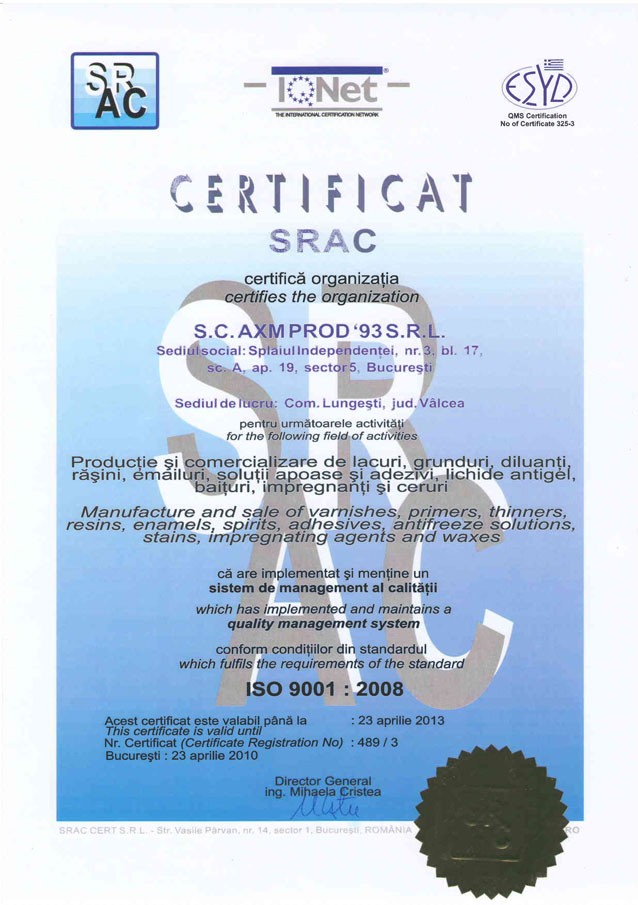 SR
AC
IQNet
THE INTERNATIONAL CERTIFICATION NETWORK
ESYD
QMS Certification
No of Certificate 325-3
CERTIFICAT
SRAC
certifică organizația
certifies the organization
S.C. AXM PROD '93 S.R.L.
Sediul social: Splaiul Independenței, nr. 3, bl. 17,
sc. A, ap. 19, sector 5, București
Sediul de lucru: Com. Lungești, jud. Vâlcea
pentru următoarele activități
for the following field of activities
Producție și comercializare de lacuri, grunduri, diluanți,
rășini, emailuri, soluții apoase și adezivi, lichide antigel,
baițuri, impregnanți și ceruri
Manufacture and sale of varnishes, primers, thinners,
resins, enamels, spirits, adhesives, antifreeze solutions,
stains, impregnating agents and waxes
că are implementat și menține un
sistem de management al calității
which has implemented and maintains a
quality management system
conform condițiilor din standardul
which fulfils the requirements of the standard
ISO 9001 : 2008
Acest certificat este valabil până la : 23 aprilie 2013
This certificate is valid until
Nr. Certificat (Certificate Registration No) : 489 / 3
București : 23 aprilie 2010
Director General
ing. Mihaela Cristea
SRAC CERT S.R.L. - Str. Vasile Pârvan, nr. 14, sector 1, București, ROMÂNIA